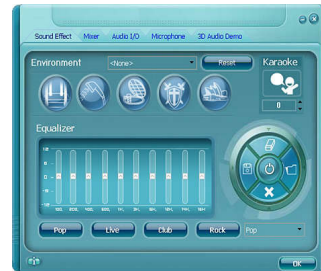 Sound Effect Mixer Audio I/O Microphone 3D Audio Demo
Environment <None> Reset Karaoke
0
Equalizer
Pop Live Club Rock Pop
OK